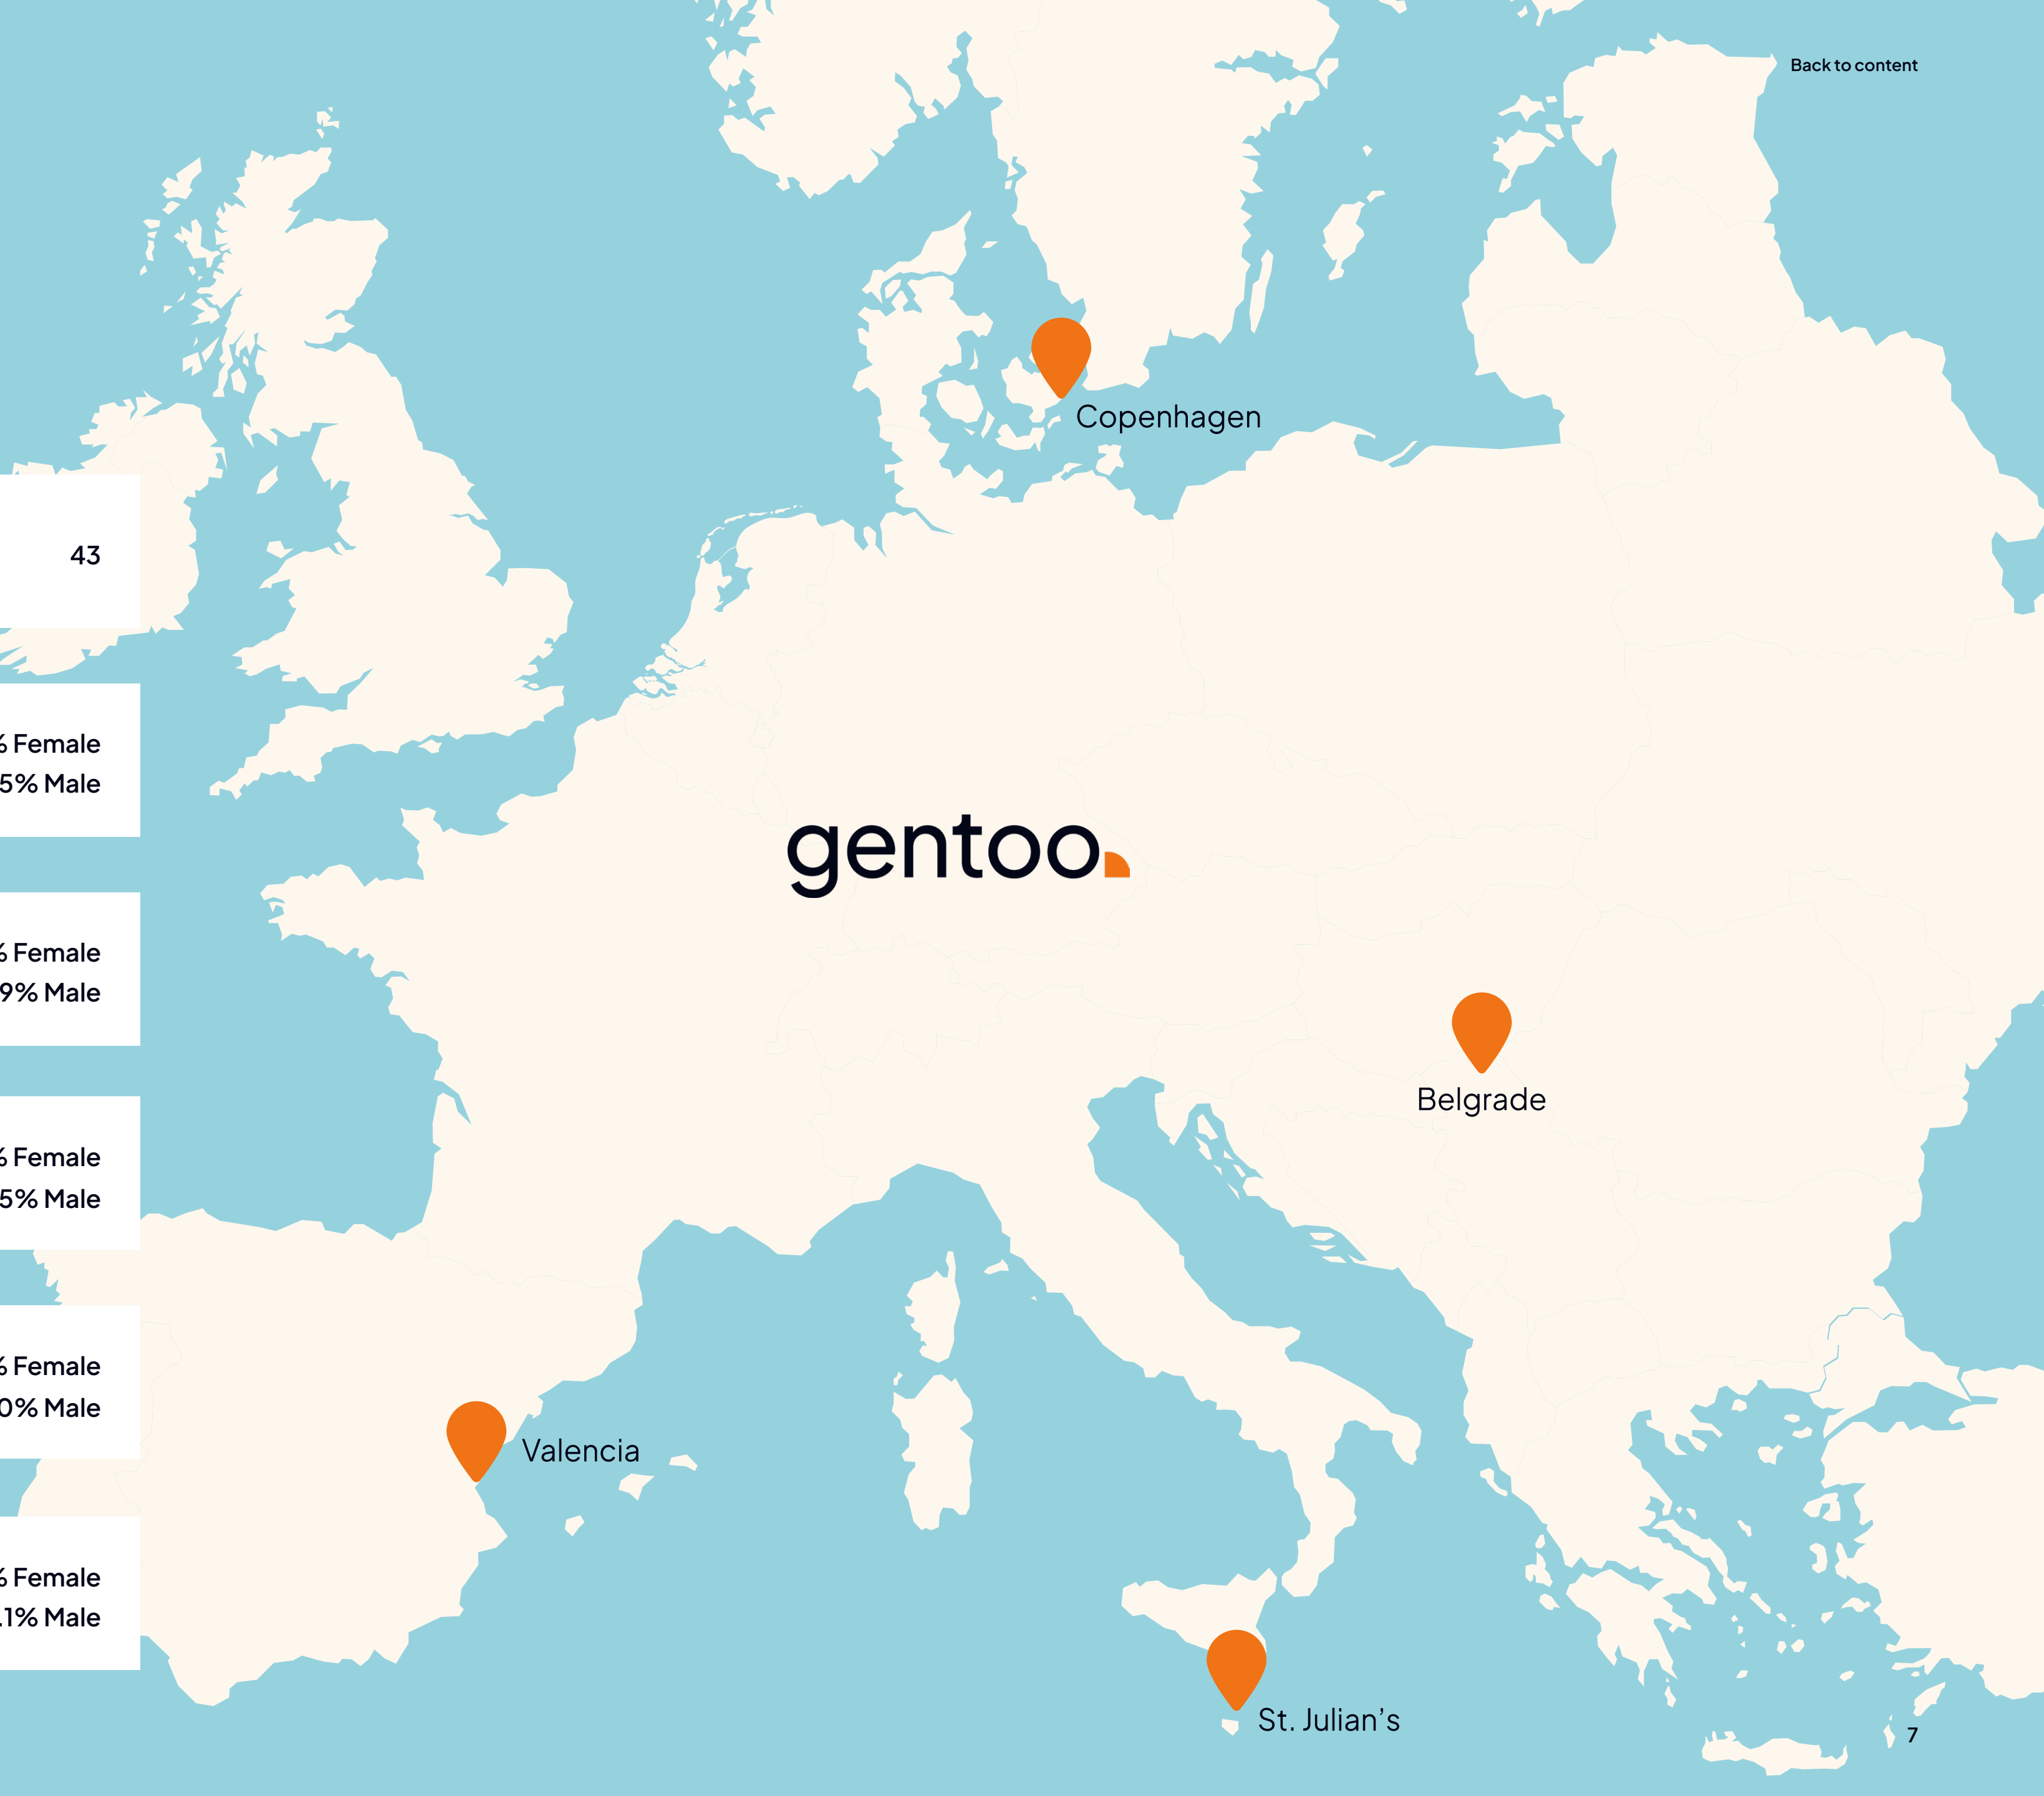 Back to content
Copenhagen
43
% Female
5% Male
gentoo
% Female
9% Male
Belgrade
% Female
5% Male
% Female
0% Male
Valencia
% Female
.1% Male
St. Julian's
7